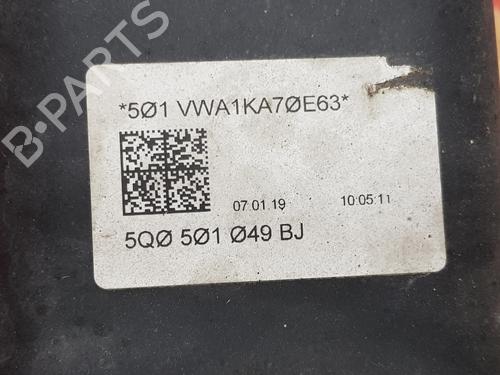 B-PARTS
*5Ø1 VWA1KA7ØE63*
07.01.19 10:05:11
5QØ 5Ø1 Ø49 BJ